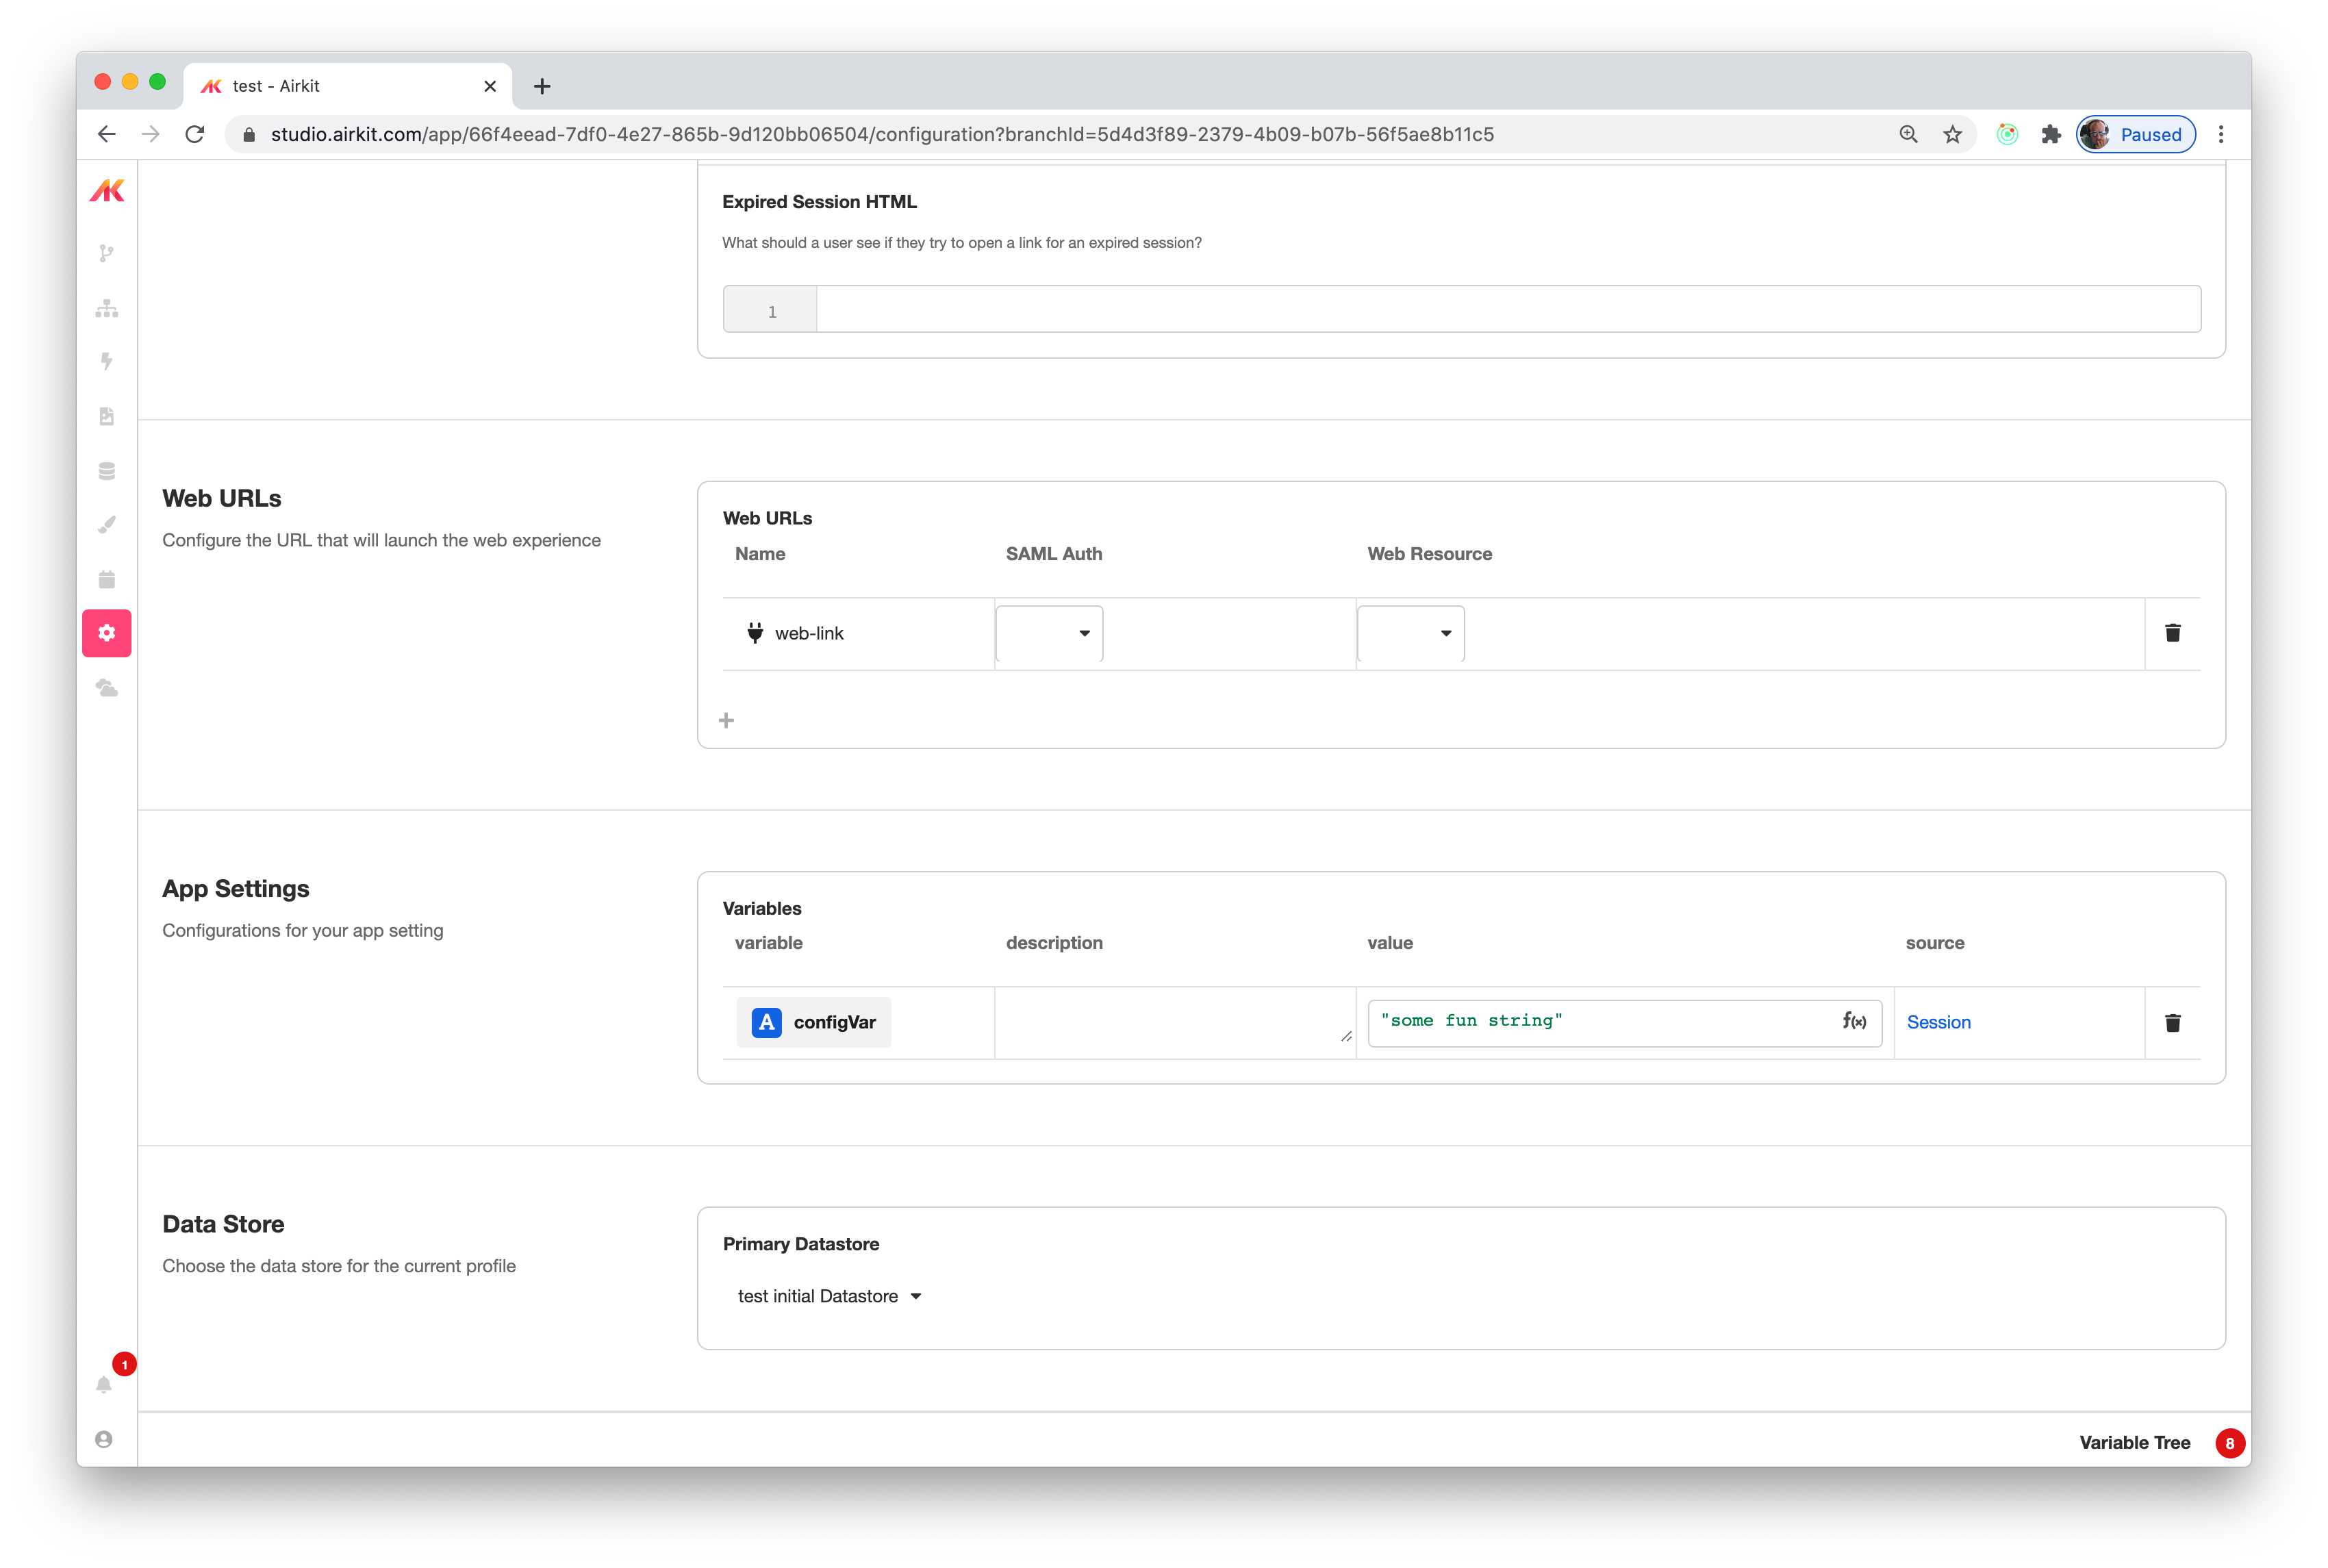 test - Airkit
studio.airkit.com/app/66f4eead-7df0-4e27-865b-9d120bb06504/configuration?branchId=5d4d3f89-2379-4b09-b07b-56f5ae8b11c5
Paused
Expired Session HTML
What should a user see if they try to open a link for an expired session?
1
Web URLs
Configure the URL that will launch the web experience
Web URLs
Name SAML Auth Web Resource
web-link
App Settings
Configurations for your app setting
Variables
variable description value source
A configVar "some fun string" f(x) Session
Data Store
Choose the data store for the current profile
Primary Datastore
test initial Datastore
1
Variable Tree 8